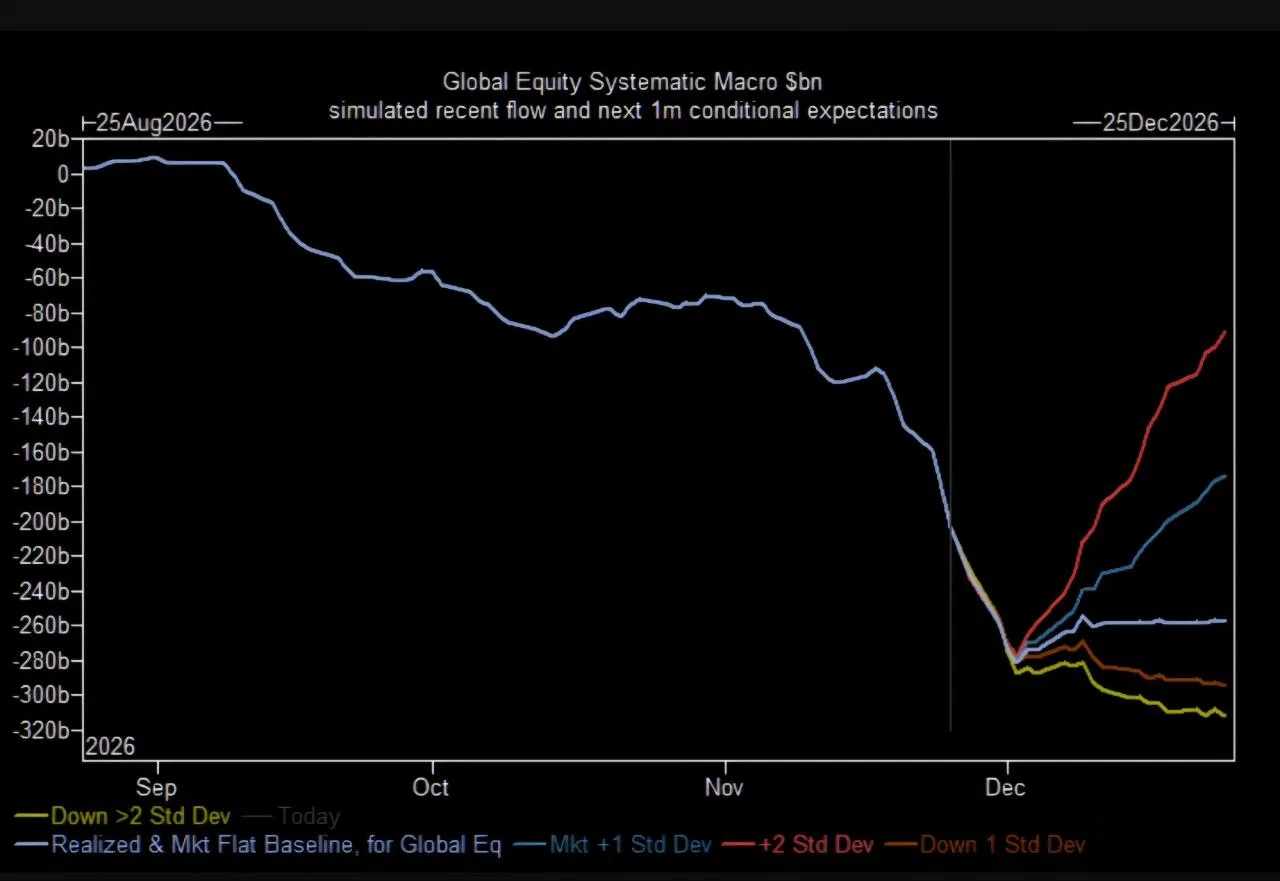 Global Equity Systematic Macro $bn
simulated recent flow and next 1m conditional expectations
25Aug2026
25Dec2026
20b
0
-20b
-40b
-60b
-80b
-100b
-120b
-140b
-160b
-180b
-200b
-220b
-240b
-260b
-280b
-300b
-320b
2026
Sep Oct Nov Dec
Down >2 Std Dev Today
Realized & Mkt Flat Baseline, for Global Eq Mkt +1 Std Dev +2 Std Dev Down 1 Std Dev